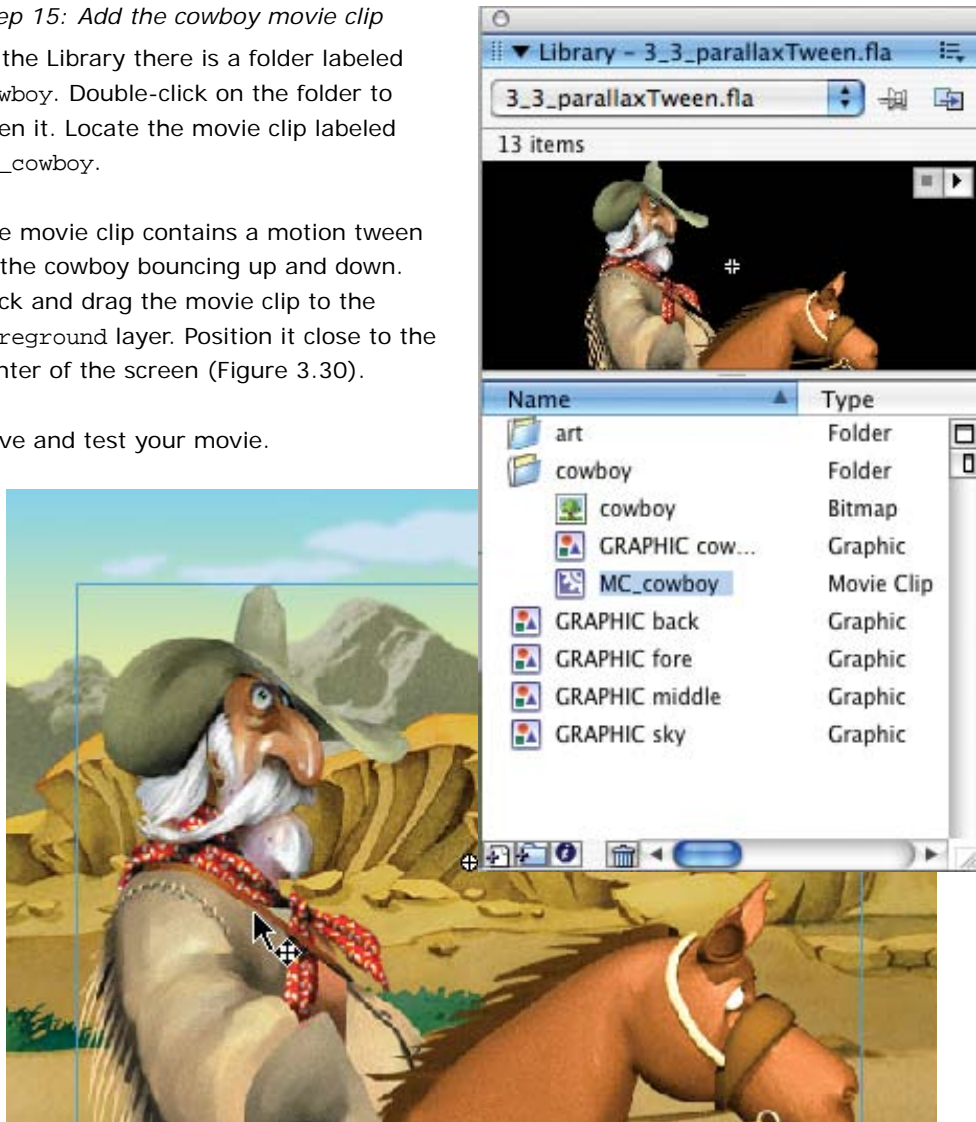 ep 15: Add the cowboy movie clip
the Library there is a folder labeled
wboy. Double-click on the folder to
en it. Locate the movie clip labeled
_cowboy.
e movie clip contains a motion tween
the cowboy bouncing up and down.
ck and drag the movie clip to the
reground layer. Position it close to the
nter of the screen (Figure 3.30).
ve and test your movie.
Library – 3_3_parallaxTween.fla
3_3_parallaxTween.fla
13 items
Name Type
art Folder
cowboy Folder
cowboy Bitmap
GRAPHIC cow... Graphic
MC_cowboy Movie Clip
GRAPHIC back Graphic
GRAPHIC fore Graphic
GRAPHIC middle Graphic
GRAPHIC sky Graphic